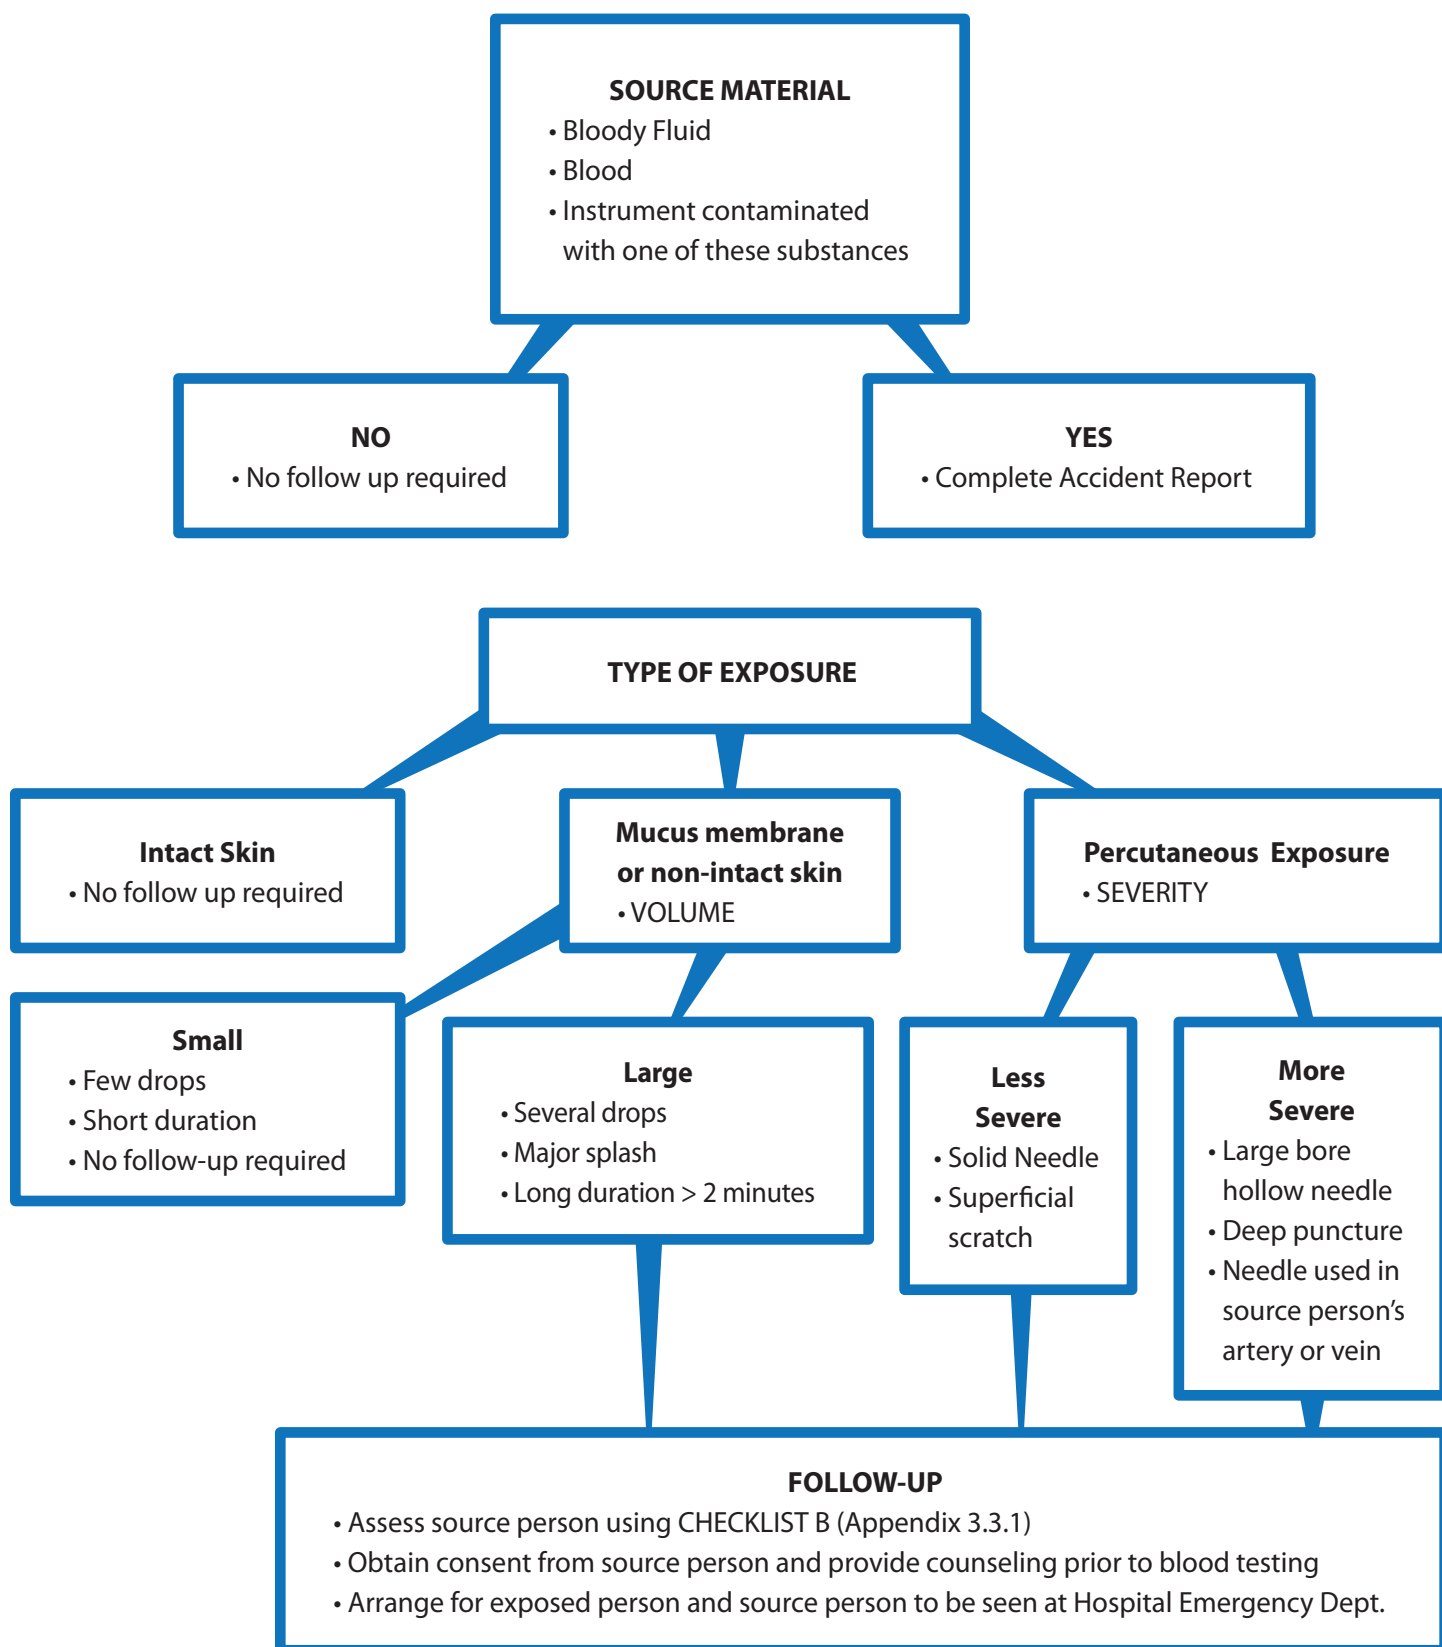 SOURCE MATERIAL
• Bloody Fluid
• Blood
• Instrument contaminated
with one of these substances
NO
• No follow up required
YES
• Complete Accident Report
TYPE OF EXPOSURE
Intact Skin
• No follow up required
Mucus membrane
or non-intact skin
• VOLUME
Percutaneous Exposure
• SEVERITY
Small
• Few drops
• Short duration
• No follow-up required
Large
• Several drops
• Major splash
• Long duration > 2 minutes
Less
Severe
• Solid Needle
• Superficial
scratch
More
Severe
• Large bore
hollow needle
• Deep puncture
• Needle used in
source person’s
artery or vein
FOLLOW-UP
• Assess source person using CHECKLIST B (Appendix 3.3.1)
• Obtain consent from source person and provide counseling prior to blood testing
• Arrange for exposed person and source person to be seen at Hospital Emergency Dept.